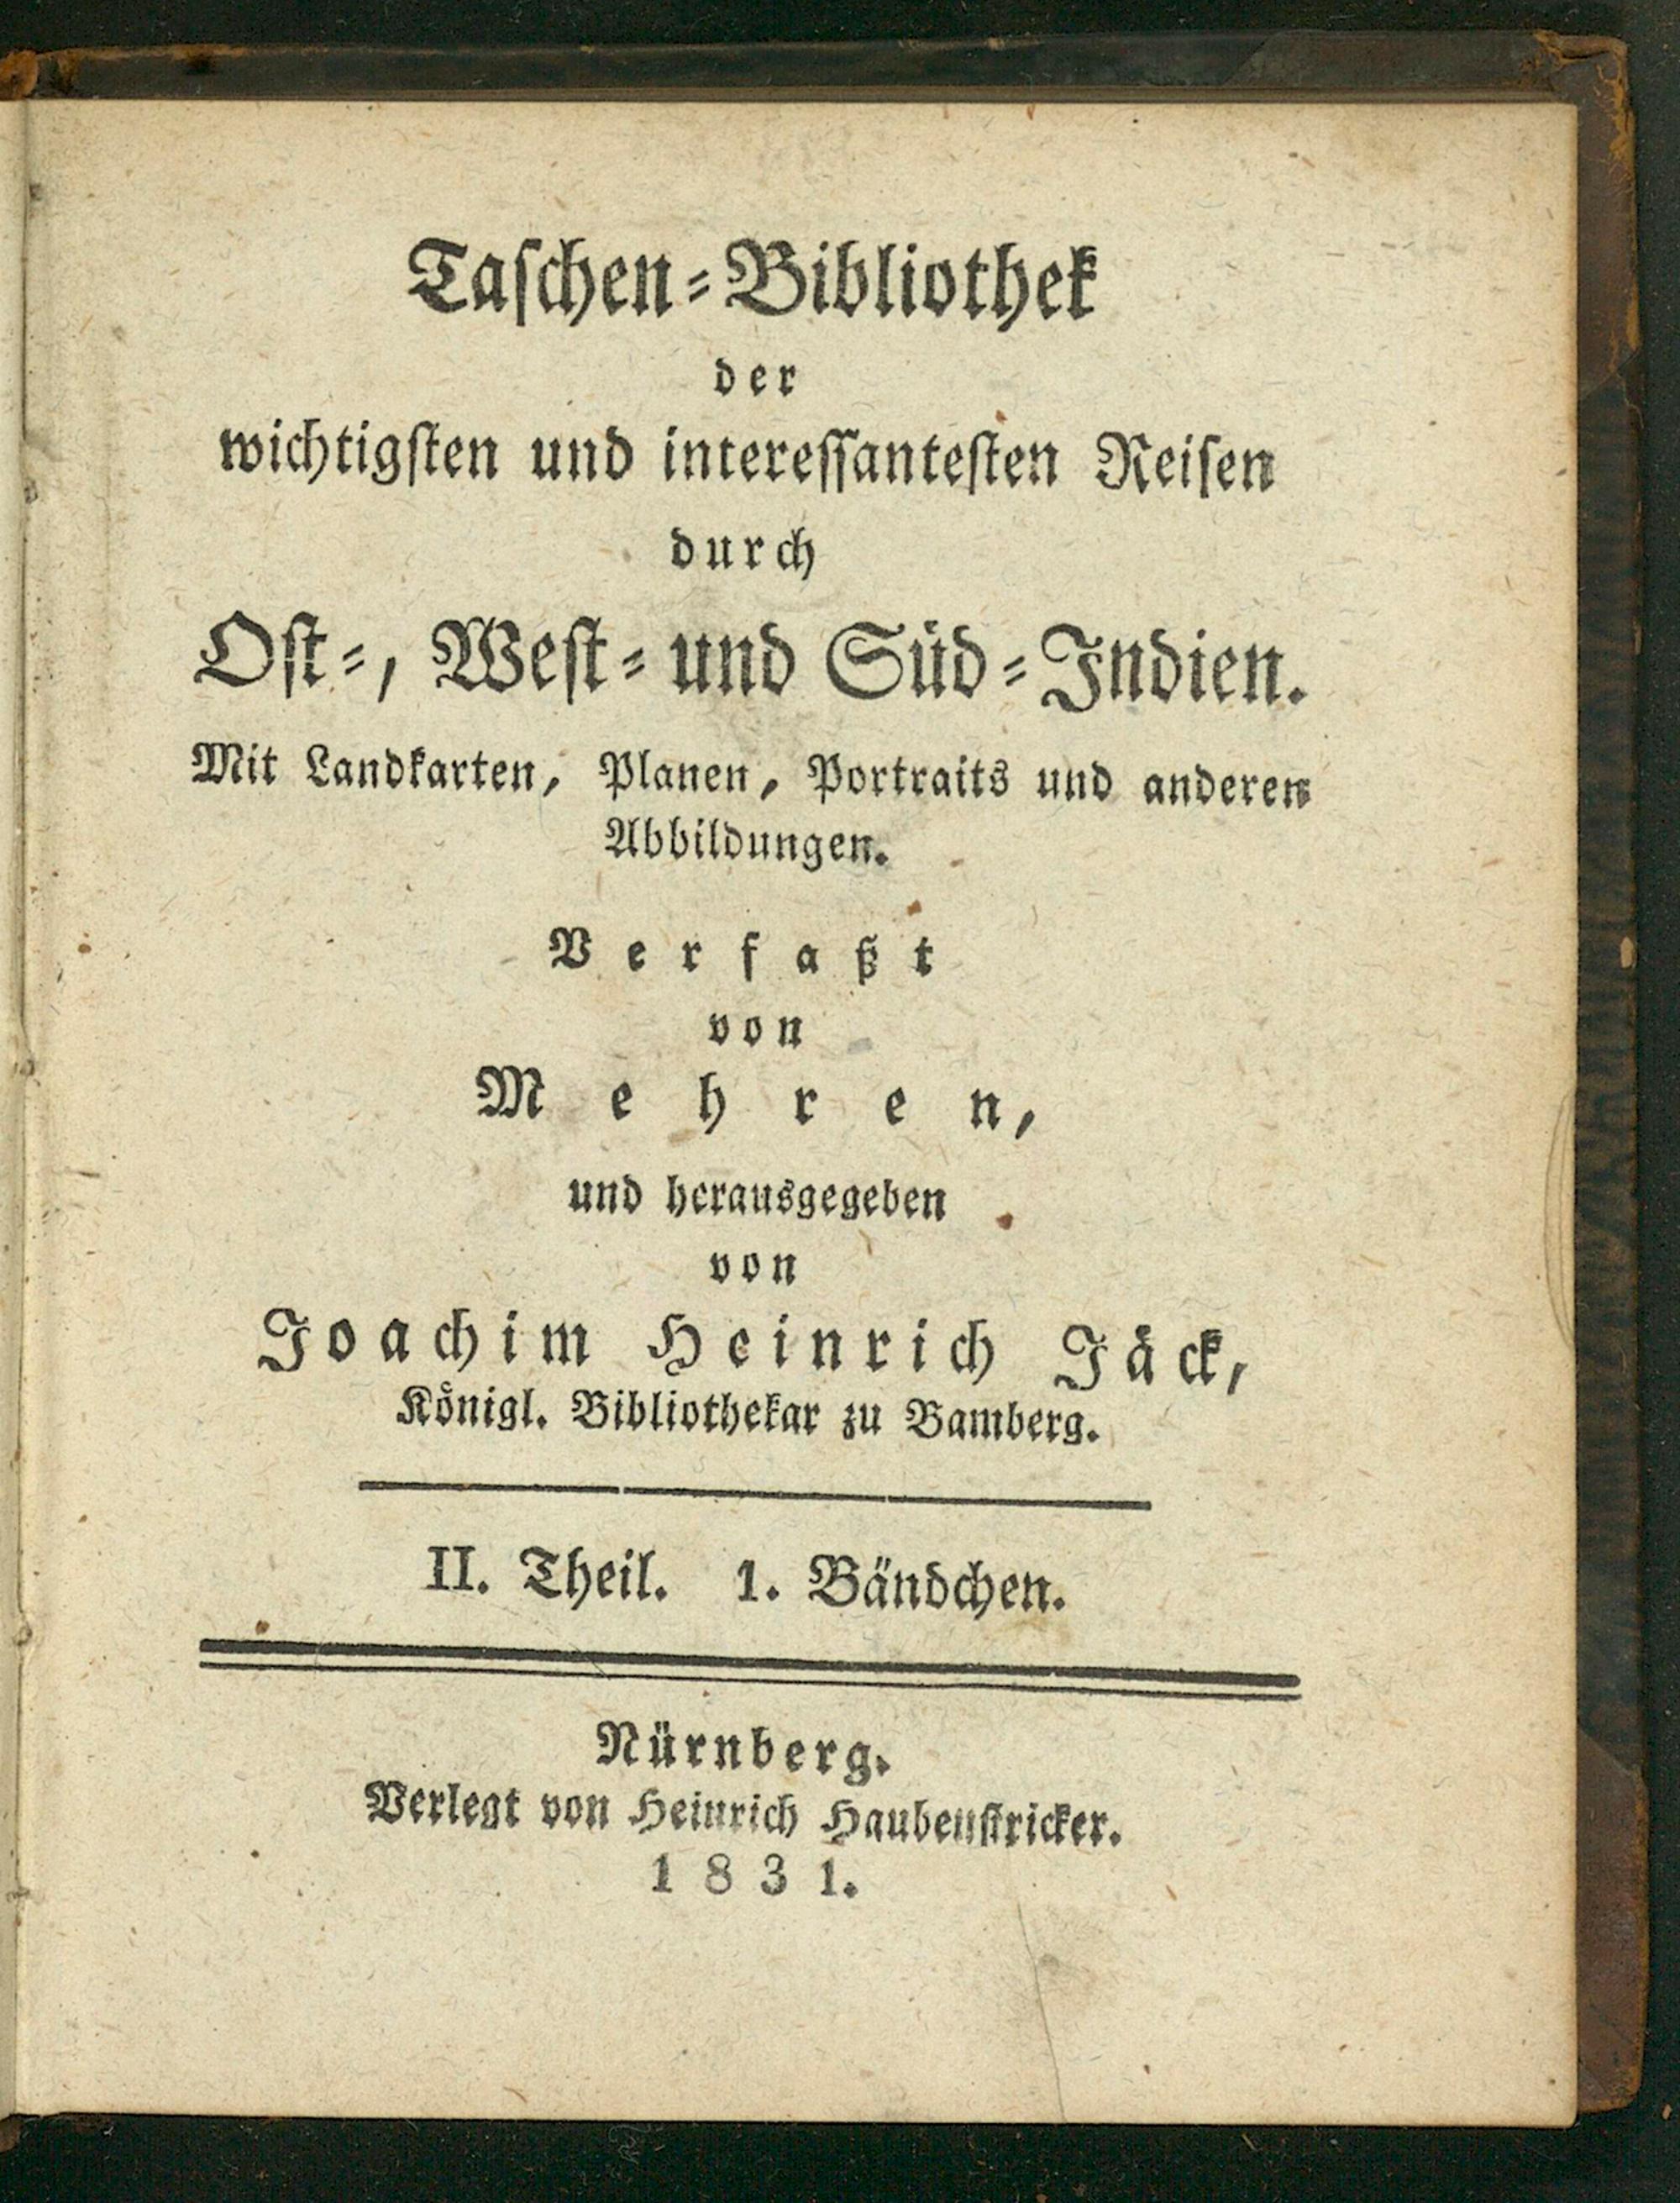 Taschen-Bibliothek
der
wichtigsten und interessantesten Reisen
durch
Ost-, West- und Süd-Indien.
Mit Landkarten, Planen, Portraits und anderen
Abbildungen.
Verfaßt
von
Mehren,
und herausgegeben
von
Joachim Heinrich Jäck,
Königl. Bibliothekar zu Bamberg.
II. Theil. 1. Bändchen.
Nürnberg.
Verlegt von Heinrich Haubenstricker.
1831.